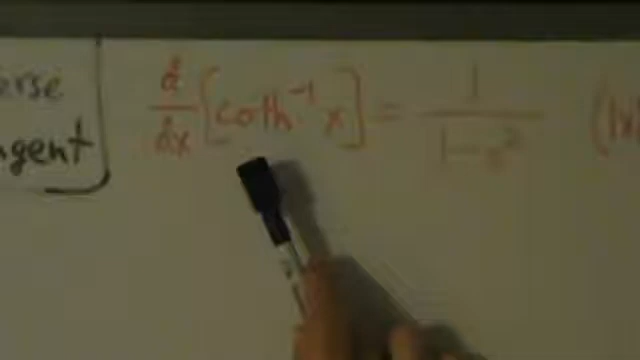 erse
ngent
d/dx [coth⁻¹ x] = 1/(1-x²) (|x|